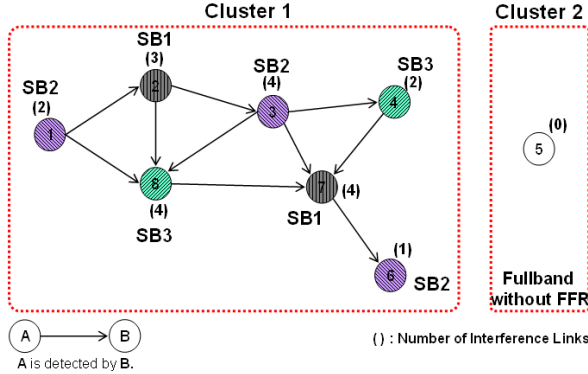 Cluster 1
Cluster 2
SB1
(3)
2
SB2
(2)
1
SB2
(4)
3
SB3
(2)
4
(0)
5
8
(4)
SB3
7
(4)
SB1
(1)
6
SB2
Fullband
without FFR
A
B
A is detected by B.
( ) : Number of Interference Links